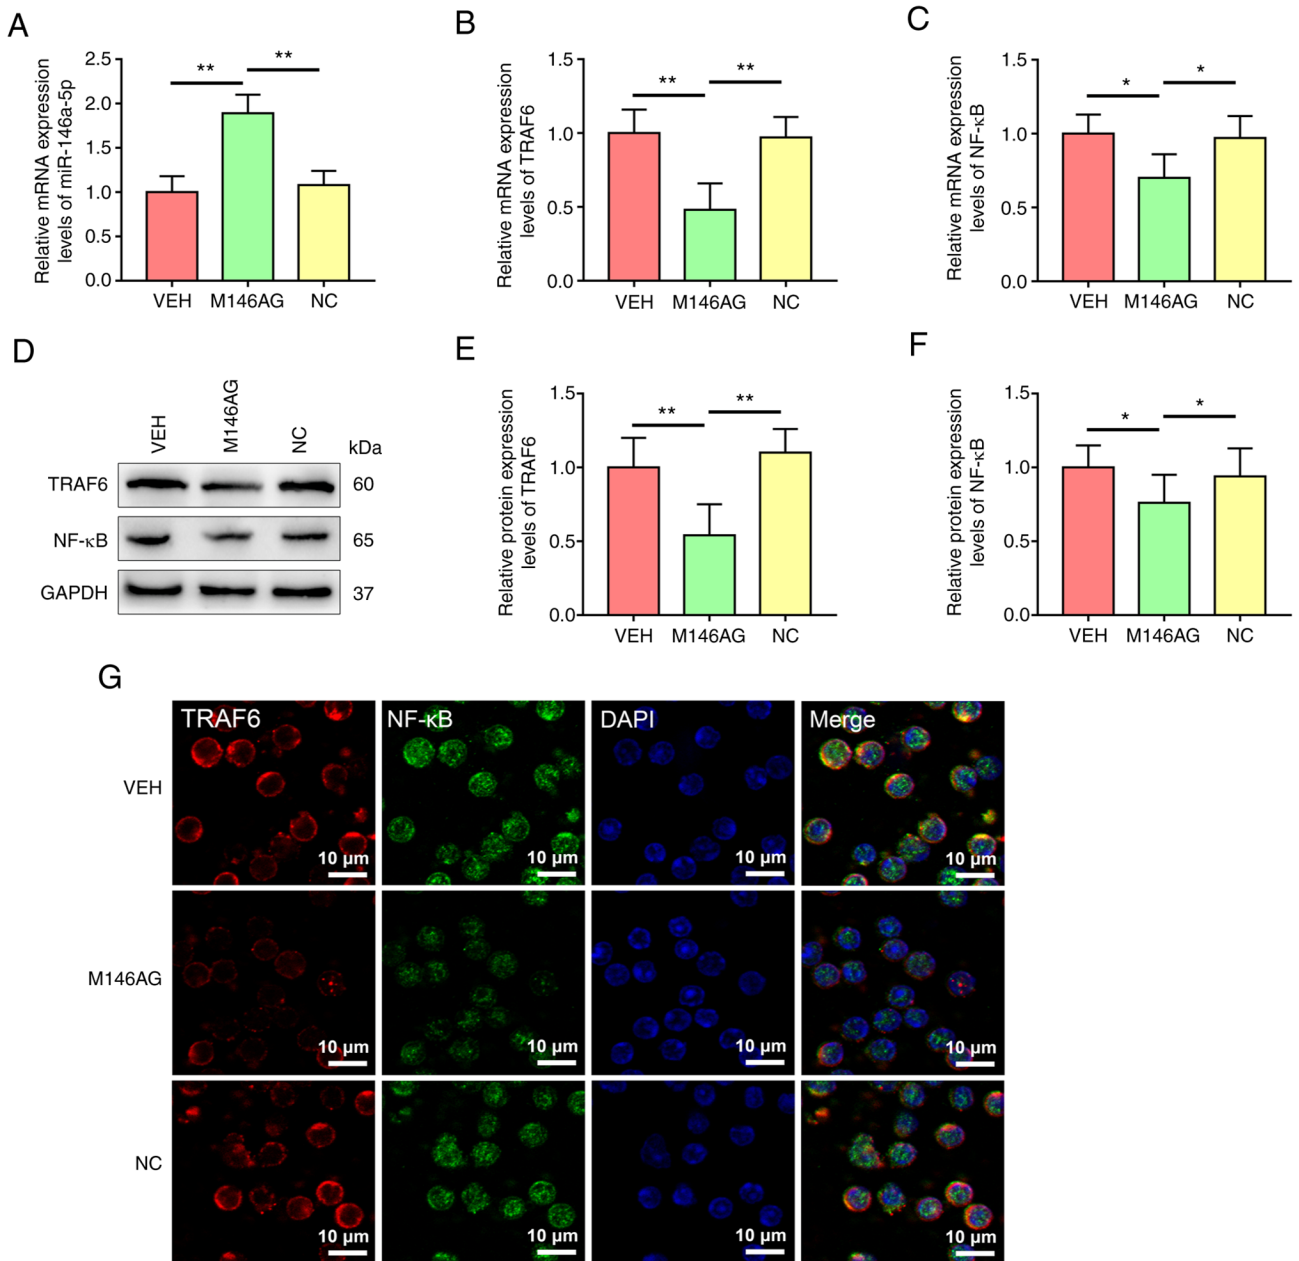 A
Relative mRNA expression
levels of miR-146a-5p
2.5
2.0
1.5
1.0
0.5
0.0
**
**
VEH M146AG NC
B
Relative mRNA expression
levels of TRAF6
1.5
1.0
0.5
0.0
**
**
VEH M146AG NC
C
Relative mRNA expression
levels of NF-κB
1.5
1.0
0.5
0.0
*
*
VEH M146AG NC
D
VEH
M146AG
NC
kDa
TRAF6 60
NF-κB 65
GAPDH 37
E
Relative protein expression
levels of TRAF6
1.5
1.0
0.5
0.0
**
**
VEH M146AG NC
F
Relative protein expression
levels of NF-κB
1.5
1.0
0.5
0.0
*
*
VEH M146AG NC
G
TRAF6 NF-κB DAPI Merge
VEH
10 µm 10 µm 10 µm 10 µm
M146AG
10 µm 10 µm 10 µm 10 µm
NC
10 µm 10 µm 10 µm 10 µm